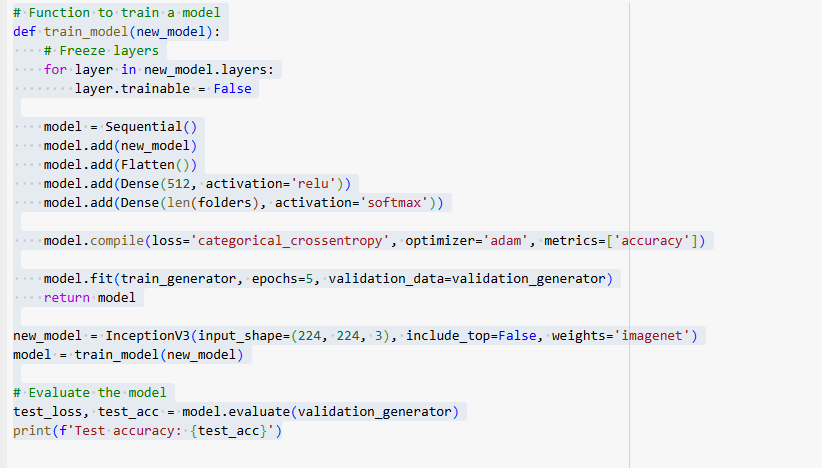 # Function to train a model
def train_model(new_model):
    # Freeze layers
    for layer in new_model.layers:
        layer.trainable = False

    model = Sequential()
    model.add(new_model)
    model.add(Flatten())
    model.add(Dense(512, activation='relu'))
    model.add(Dense(len(folders), activation='softmax'))

    model.compile(loss='categorical_crossentropy', optimizer='adam', metrics=['accuracy'])

    model.fit(train_generator, epochs=5, validation_data=validation_generator)
    return model

new_model = InceptionV3(input_shape=(224, 224, 3), include_top=False, weights='imagenet')
model = train_model(new_model)

# Evaluate the model
test_loss, test_acc = model.evaluate(validation_generator)
print(f'Test accuracy: {test_acc}')